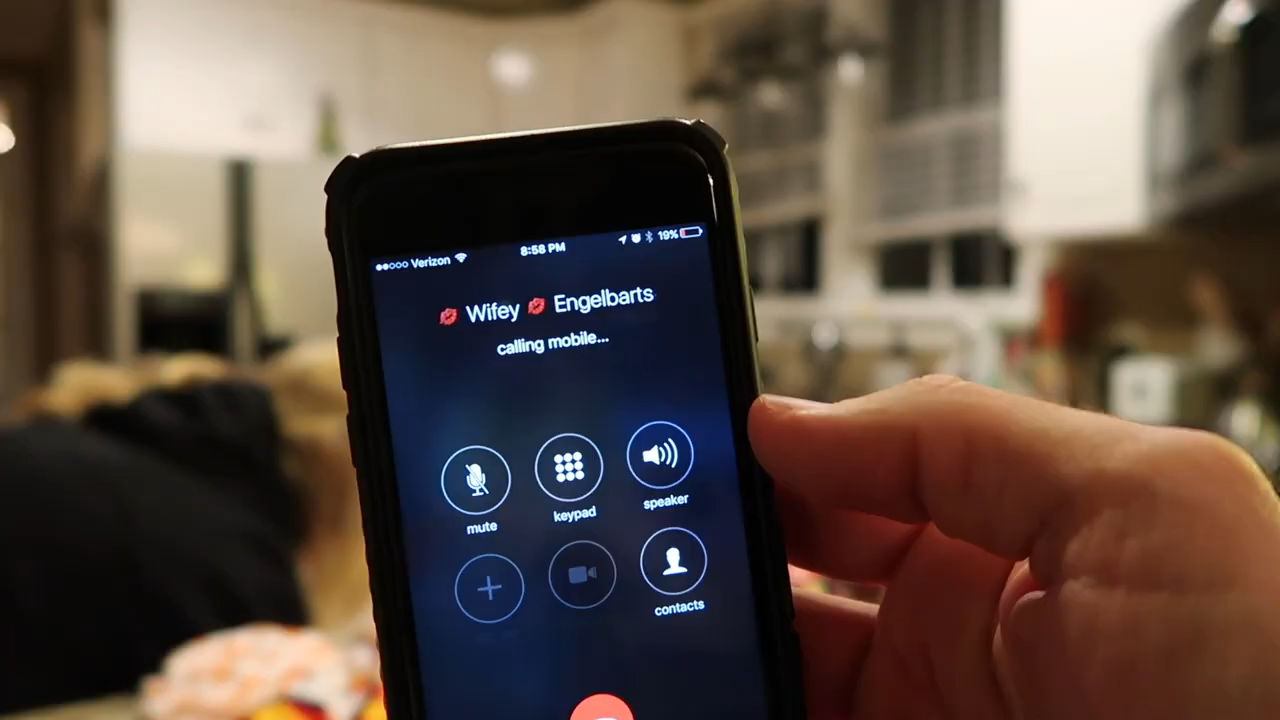 ●●○○○ Verizon 8:58 PM 19%
💋 Wifey 💋 Engelbarts
calling mobile...
mute keypad speaker
contacts